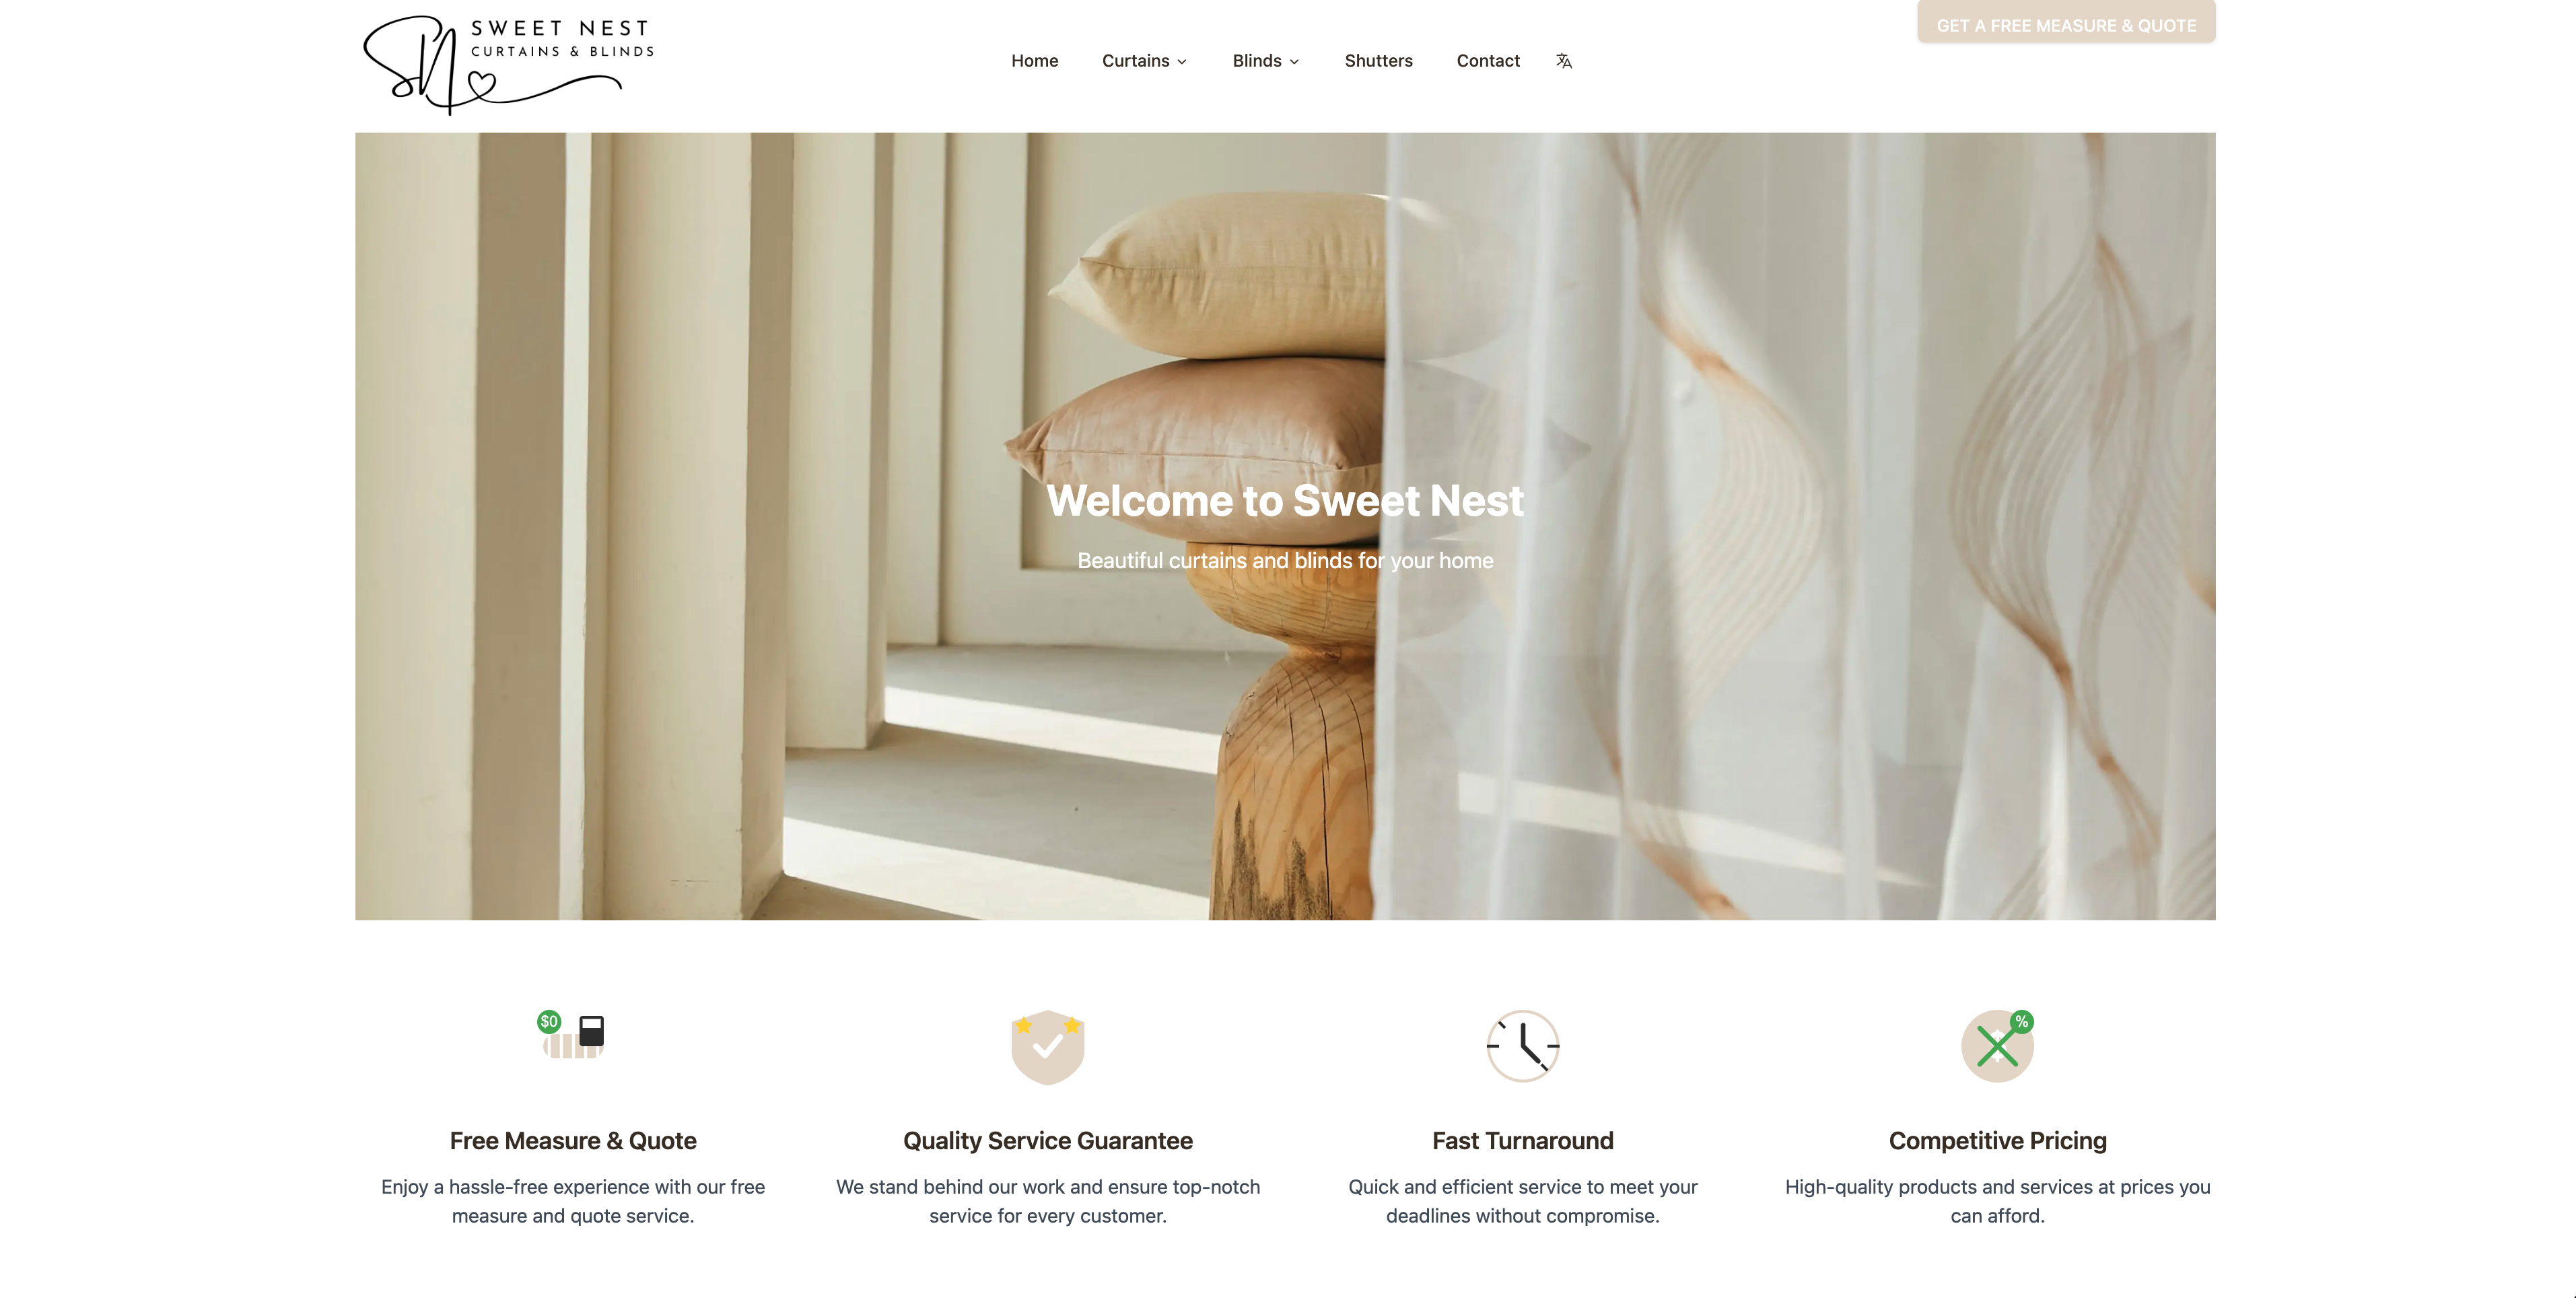 SWEET NEST
CURTAINS & BLINDS
Home
Curtains
Blinds
Shutters
Contact
GET A FREE MEASURE & QUOTE
Welcome to Sweet Nest
Beautiful curtains and blinds for your home
$0
%
Free Measure & Quote
Enjoy a hassle-free experience with our free
measure and quote service.
Quality Service Guarantee
We stand behind our work and ensure top-notch
service for every customer.
Fast Turnaround
Quick and efficient service to meet your
deadlines without compromise.
Competitive Pricing
High-quality products and services at prices you
can afford.